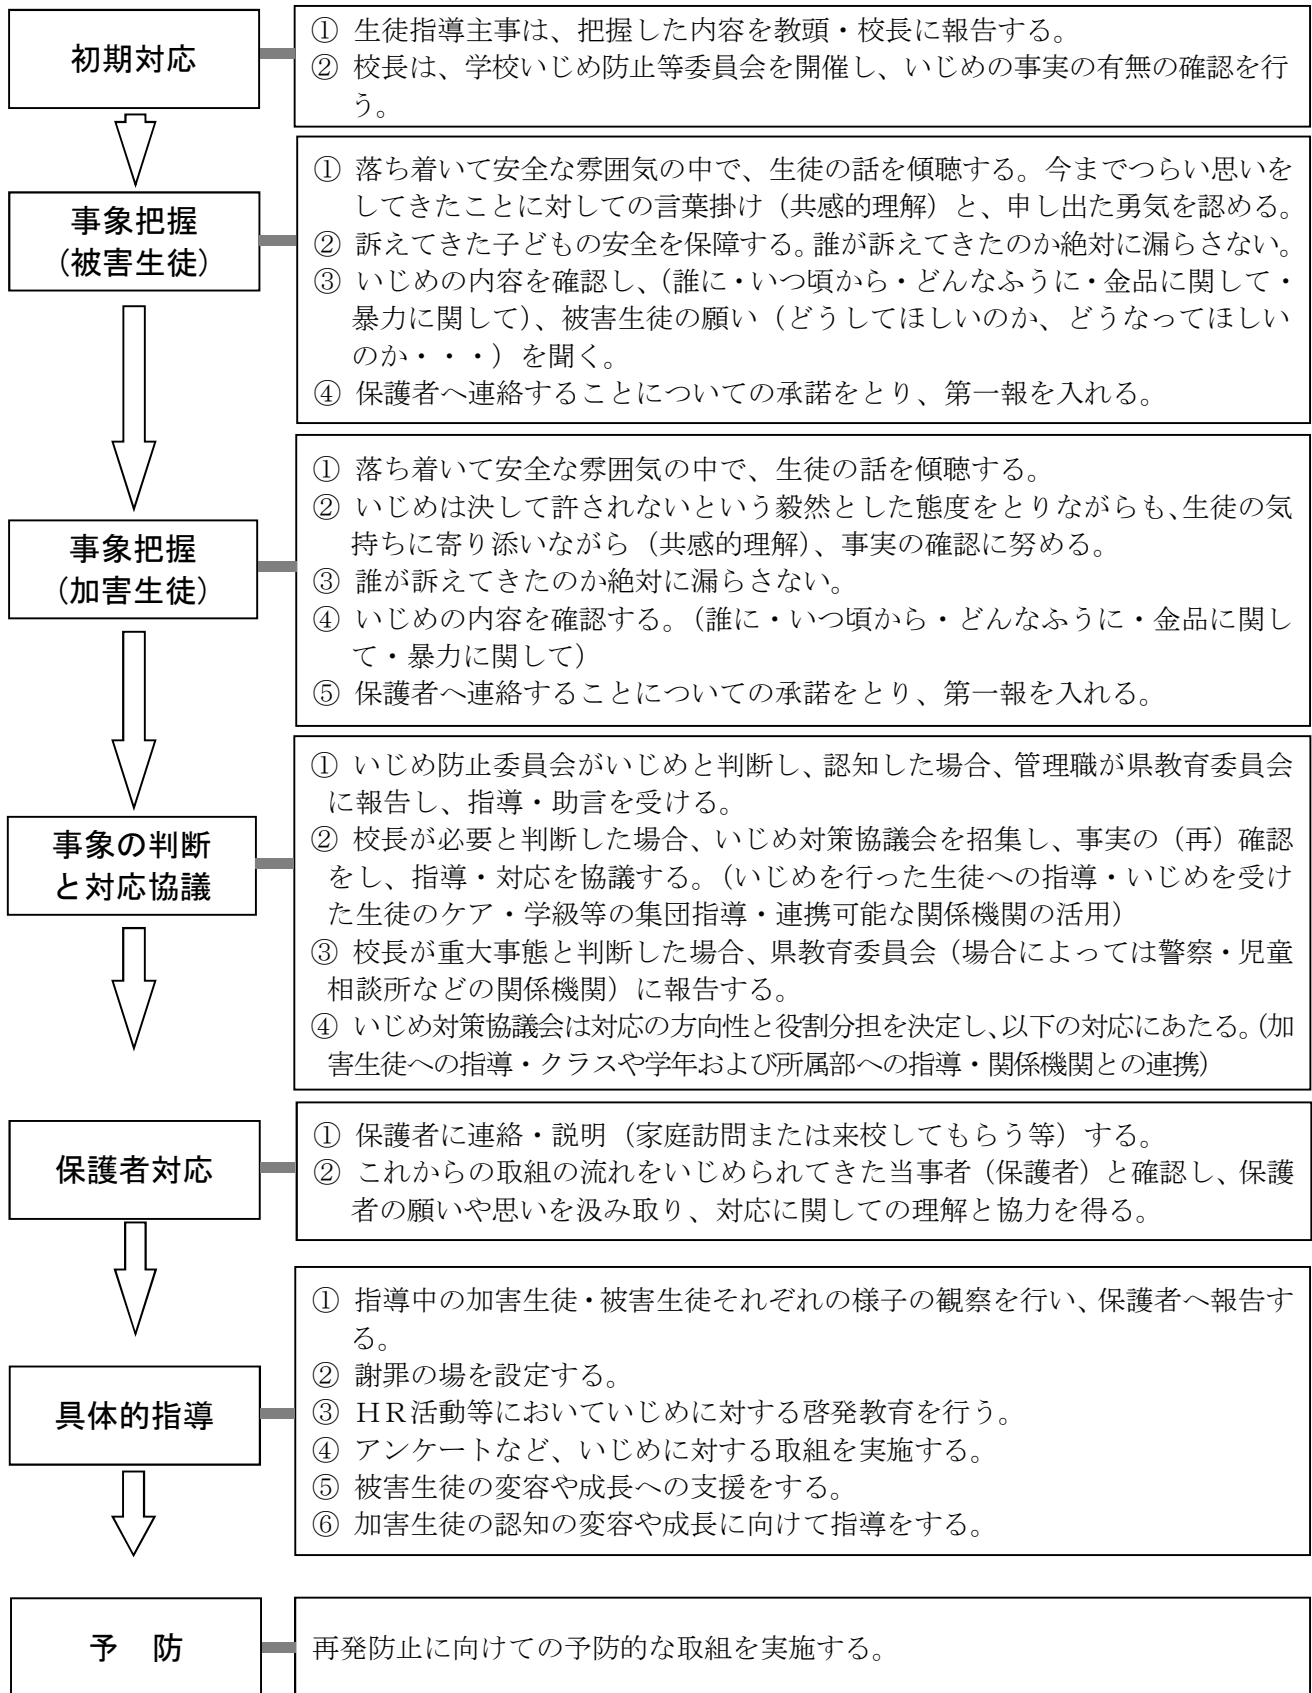 初期対応
① 生徒指導主事は、把握した内容を教頭・校長に報告する。
② 校長は、学校いじめ防止等委員会を開催し、いじめの事実の有無の確認を行
う。
事象把握
(被害生徒)
① 落ち着いて安全な雰囲気の中で、生徒の話を傾聴する。今までつらい思いを
してきたことに対しての言葉掛け（共感的理解）と、申し出た勇気を認める。
② 訴えてきた子どもの安全を保障する。誰が訴えてきたのか絶対に漏らさない。
③ いじめの内容を確認し、（誰に・いつ頃から・どんなふうに・金品に関して・
暴力に関して）、被害生徒の願い（どうしてほしいのか、どうなってほしい
のか・・・）を聞く。
④ 保護者へ連絡することについての承諾をとり、第一報を入れる。
事象把握
(加害生徒)
① 落ち着いて安全な雰囲気の中で、生徒の話を傾聴する。
② いじめは決して許されないという毅然とした態度をとりながらも、生徒の気
持ちに寄り添いながら（共感的理解）、事実の確認に努める。
③ 誰が訴えてきたのか絶対に漏らさない。
④ いじめの内容を確認する。（誰に・いつ頃から・どんなふうに・金品に関し
て・暴力に関して）
⑤ 保護者へ連絡することについての承諾をとり、第一報を入れる。
事象の判断
と対応協議
① いじめ防止委員会がいじめと判断し、認知した場合、管理職が県教育委員会
に報告し、指導・助言を受ける。
② 校長が必要と判断した場合、いじめ対策協議会を招集し、事実の（再）確認
をし、指導・対応を協議する。（いじめを行った生徒への指導・いじめを受け
た生徒のケア・学級等の集団指導・連携可能な関係機関の活用）
③ 校長が重大事態と判断した場合、県教育委員会（場合によっては警察・児童
相談所などの関係機関）に報告する。
④ いじめ対策協議会は対応の方向性と役割分担を決定し、以下の対応にあたる。（加
害生徒への指導・クラスや学年および所属部への指導・関係機関との連携）
保護者対応
① 保護者に連絡・説明（家庭訪問または来校してもらう等）する。
② これからの取組の流れをいじめられてきた当事者（保護者）と確認し、保護
者の願いや思いを汲み取り、対応に関しての理解と協力を得る。
具体的指導
① 指導中の加害生徒・被害生徒それぞれの様子の観察を行い、保護者へ報告す
る。
② 謝罪の場を設定する。
③ ＨＲ活動等においていじめに対する啓発教育を行う。
④ アンケートなど、いじめに対する取組を実施する。
⑤ 被害生徒の変容や成長への支援をする。
⑥ 加害生徒の認知の変容や成長に向けて指導をする。
予　防
再発防止に向けての予防的な取組を実施する。